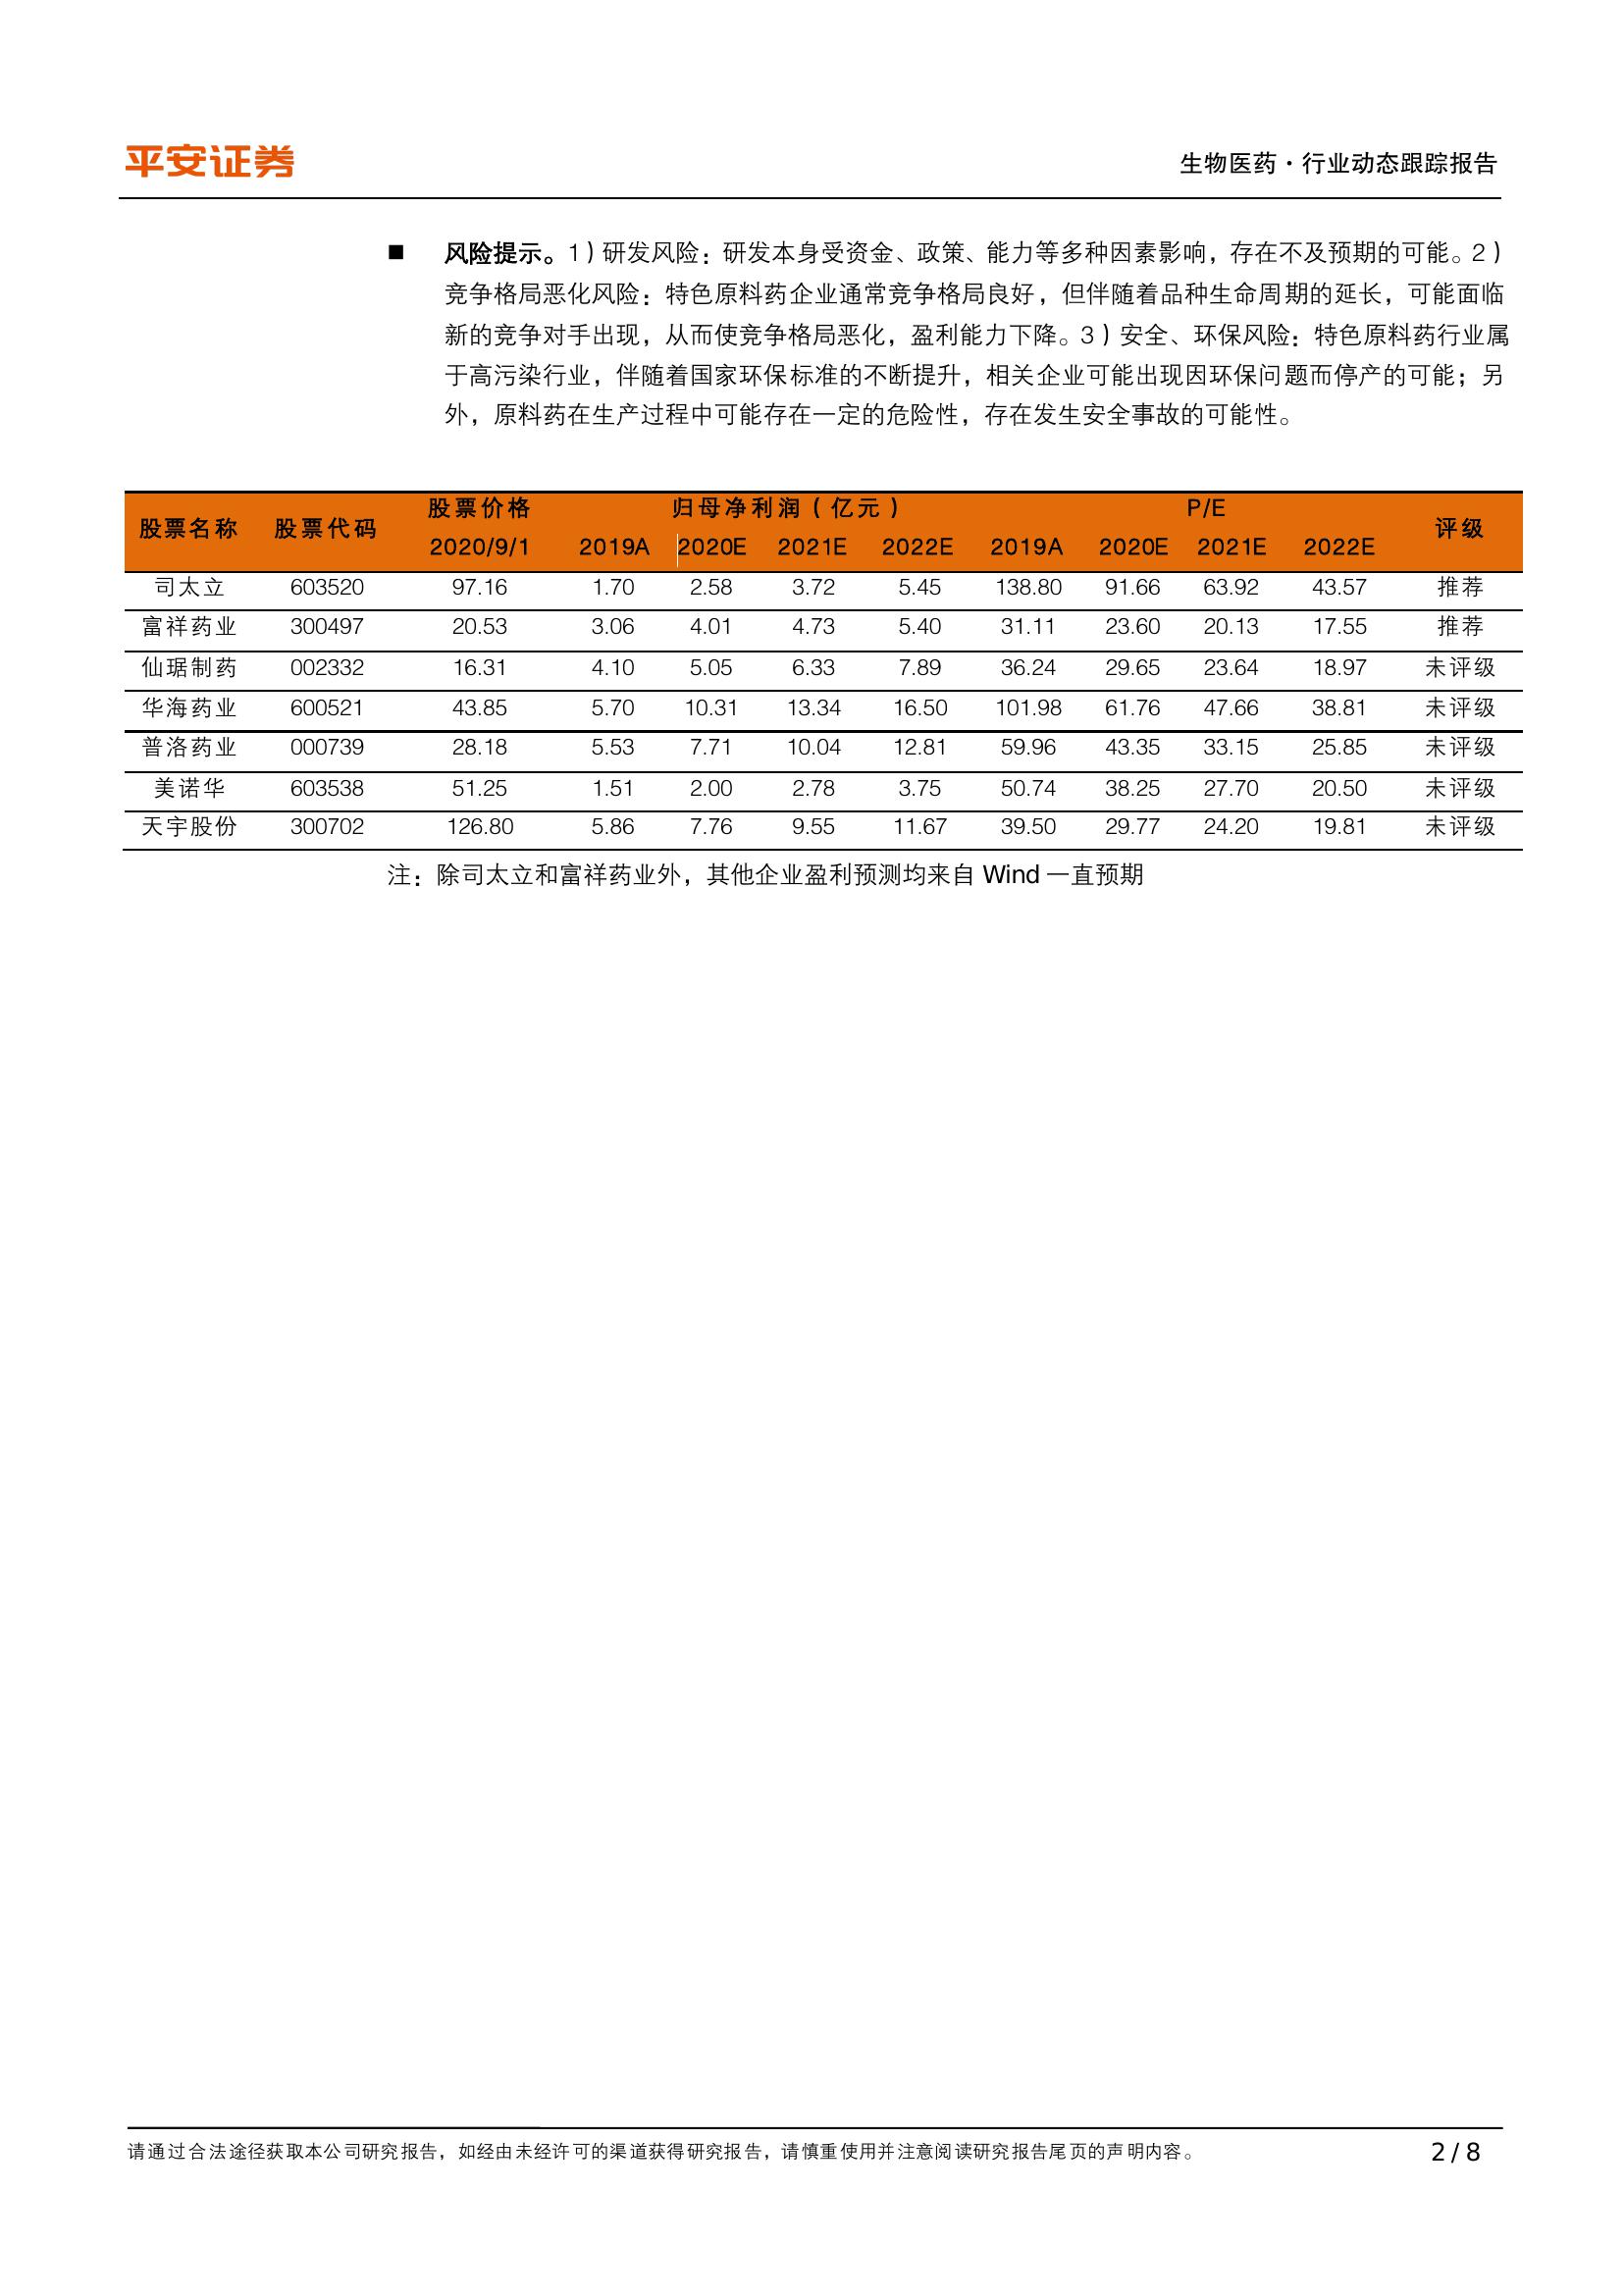 平安证券
生物医药·行业动态跟踪报告
■ 风险提示。1）研发风险：研发本身受资金、政策、能力等多种因素影响，存在不及预期的可能。2）
竞争格局恶化风险：特色原料药企业通常竞争格局良好，但伴随着品种生命周期的延长，可能面临
新的竞争对手出现，从而使竞争格局恶化，盈利能力下降。3）安全、环保风险：特色原料药行业属
于高污染行业，伴随着国家环保标准的不断提升，相关企业可能出现因环保问题而停产的可能；另
外，原料药在生产过程中可能存在一定的危险性，存在发生安全事故的可能性。
股票名称 股票代码 股票价格 归母净利润（亿元） P/E 评级
2020/9/1 2019A 2020E 2021E 2022E 2019A 2020E 2021E 2022E
司太立 603520 97.16 1.70 2.58 3.72 5.45 138.80 91.66 63.92 43.57 推荐
富祥药业 300497 20.53 3.06 4.01 4.73 5.40 31.11 23.60 20.13 17.55 推荐
仙琚制药 002332 16.31 4.10 5.05 6.33 7.89 36.24 29.65 23.64 18.97 未评级
华海药业 600521 43.85 5.70 10.31 13.34 16.50 101.98 61.76 47.66 38.81 未评级
普洛药业 000739 28.18 5.53 7.71 10.04 12.81 59.96 43.35 33.15 25.85 未评级
美诺华 603538 51.25 1.51 2.00 2.78 3.75 50.74 38.25 27.70 20.50 未评级
天宇股份 300702 126.80 5.86 7.76 9.55 11.67 39.50 29.77 24.20 19.81 未评级
注：除司太立和富祥药业外，其他企业盈利预测均来自 Wind 一直预期
请通过合法途径获取本公司研究报告，如经由未经许可的渠道获得研究报告，请慎重使用并注意阅读研究报告尾页的声明内容。
2 / 8